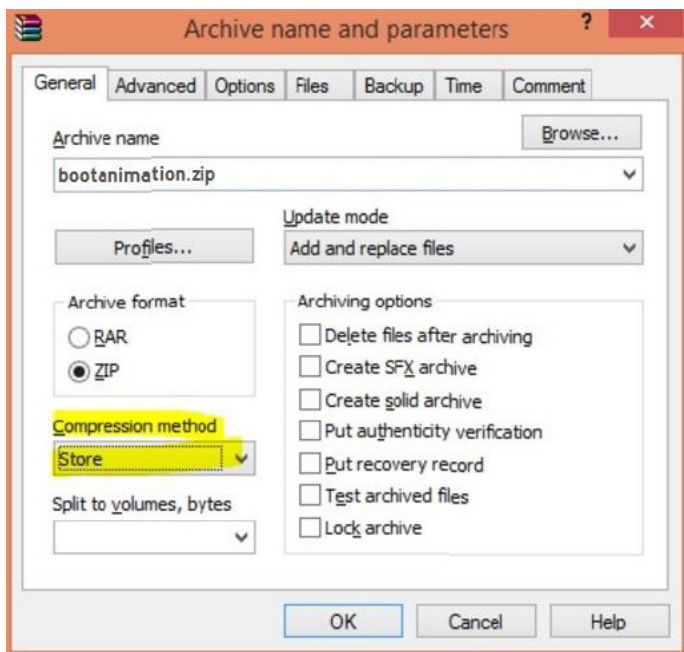 Archive name and parameters ? ×
General Advanced Options Files Backup Time Comment
Archive name
Browse...
bootanimation.zip
Update mode
Profiles...
Add and replace files
Archive format
RAR
ZIP
Compression method
Store
Split to volumes, bytes
Archiving options
Delete files after archiving
Create SFX archive
Create solid archive
Put authenticity verification
Put recovery record
Test archived files
Lock archive
OK Cancel Help